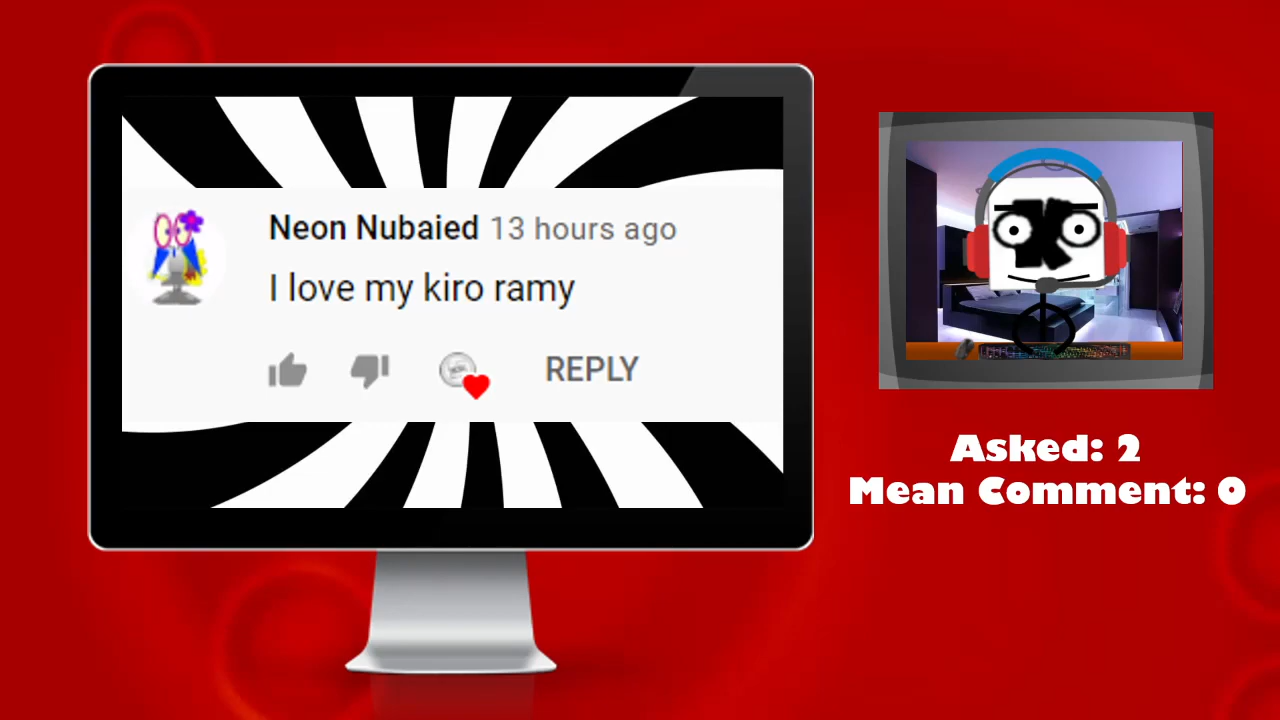 Neon Nubaied 13 hours ago
I love my kiro ramy
REPLY
K
Asked: 2
Mean Comment: 0